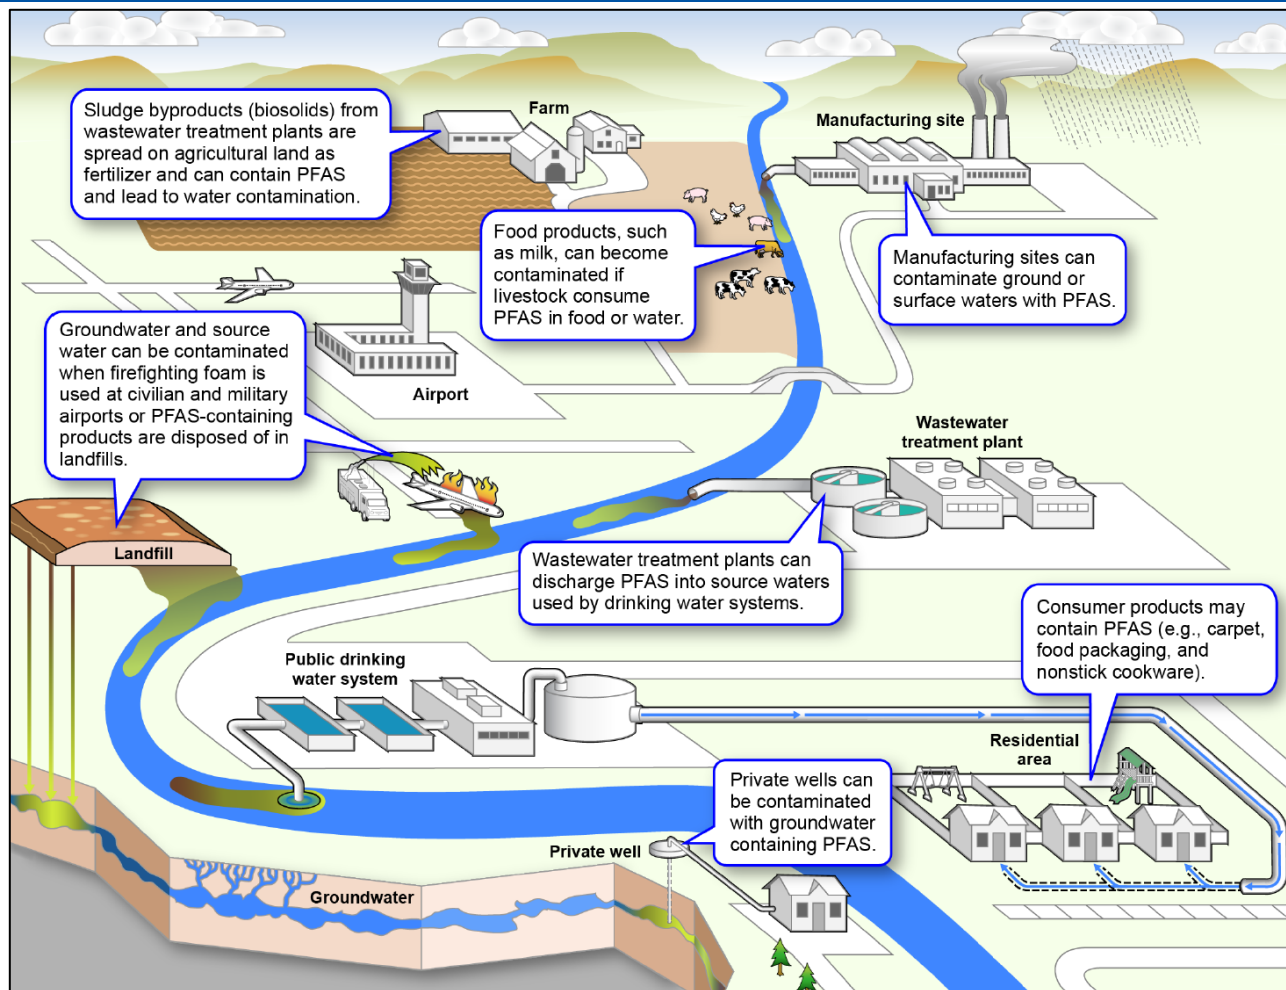 Sludge byproducts (biosolids) from
wastewater treatment plants are
spread on agricultural land as
fertilizer and can contain PFAS
and lead to water contamination.
Farm
Manufacturing site
Food products, such
as milk, can become
contaminated if
livestock consume
PFAS in food or water.
Manufacturing sites can
contaminate ground or
surface waters with PFAS.
Groundwater and source
water can be contaminated
when firefighting foam is
used at civilian and military
airports or PFAS-containing
products are disposed of in
landfills.
Airport
Wastewater
treatment plant
Landfill
Wastewater treatment plants can
discharge PFAS into source waters
used by drinking water systems.
Consumer products may
contain PFAS (e.g., carpet,
food packaging, and
nonstick cookware).
Public drinking
water system
Residential
area
Private wells can
be contaminated
with groundwater
containing PFAS.
Private well
Groundwater